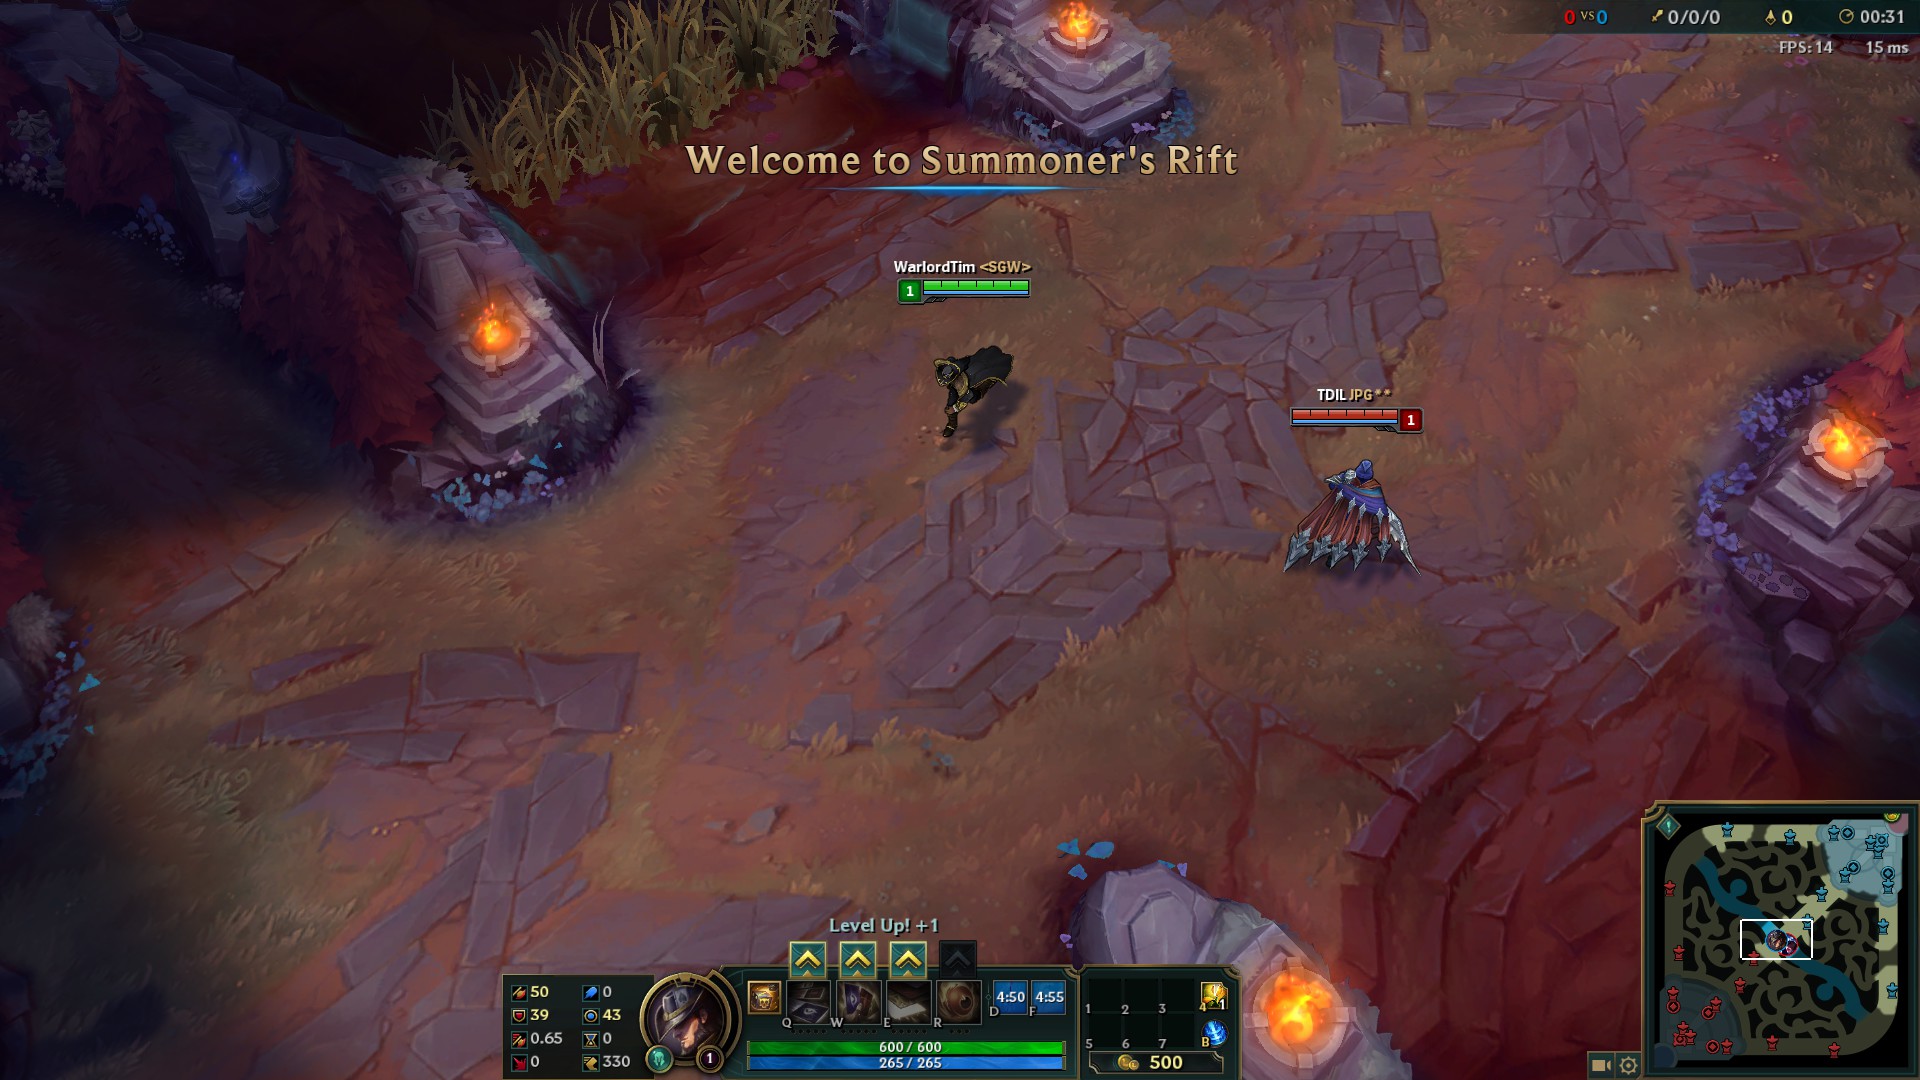 0 VS 0 0/0/0 0 00:31
FPS: 14 15 ms
Welcome to Summoner's Rift
WarlordTim <SGW>
1
TDIL JPG**
1
Level Up! +1
50 0
39 43
0.65 0
0 330
1
Q W E R
4:50 4:55
D F
600 / 600
265 / 265
1 2 3 4 1
5 6 7 B
500